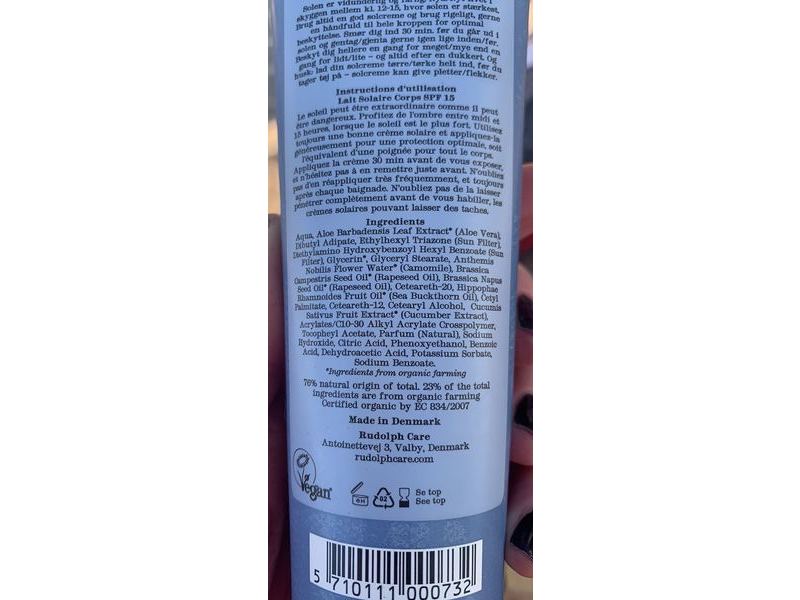 Solen er vidunderlig og farlig. Hold dig i
skyggen mellem kl. 12-15, hvor solen er stærkest.
Brug altid en god solcreme og brug rigeligt, gerne
en håndfuld til hele kroppen for optimal
beskyttelse. Smør dig ind 30 min. før du går ud i
solen og gentag/gjenta gerne igen lige inden/før.
Beskyt dig hellere en gang for meget/mye end en
gang for lidt/lite – og altid efter en dukkert. Og
husk: lad din solcreme tørre/tørke helt ind, før du
tager tøj på – solcreme kan give pletter/flekker.
Instructions d'utilisation
Lait Solaire Corps SPF 15
Le soleil peut être extraordinaire comme il peut
être dangereux. Profitez de l'ombre entre midi et
15 heures, lorsque le soleil est le plus fort. Utilisez
toujours une bonne crème solaire et appliquez-la
généreusement pour une protection optimale, soit
l'équivalent d'une poignée pour tout le corps.
Appliquez la crème 30 min avant de vous exposer,
et n'hésitez pas à en remettre juste avant. N'oubliez
pas d'en réappliquer très fréquemment, et toujours
après chaque baignade. N'oubliez pas de la laisser
pénétrer complètement avant de vous habiller, les
crèmes solaires pouvant laisser des taches.
Ingredients
Aqua, Aloe Barbadensis Leaf Extract* (Aloe Vera),
Dibutyl Adipate, Ethylhexyl Triazone (Sun Filter),
Diethylamino Hydroxybenzoyl Hexyl Benzoate (Sun
Filter), Glycerin*, Glyceryl Stearate, Anthemis
Nobilis Flower Water* (Camomile), Brassica
Campestris Seed Oil* (Rapeseed Oil), Brassica Napus
Seed Oil* (Rapeseed Oil), Ceteareth-20, Hippophae
Rhamnoides Fruit Oil* (Sea Buckthorn Oil), Cetyl
Palmitate, Ceteareth-12, Cetearyl Alcohol, Cucumis
Sativus Fruit Extract* (Cucumber Extract),
Acrylates/C10-30 Alkyl Acrylate Crosspolymer,
Tocopheyl Acetate, Parfum (Natural), Sodium
Hydroxide, Citric Acid, Phenoxyethanol, Benzoic
Acid, Dehydroacetic Acid, Potassium Sorbate,
Sodium Benzoate.
*Ingredients from organic farming
76% natural origin of total. 23% of the total
ingredients are from organic farming
Certified organic by EC 834/2007
Made in Denmark
Rudolph Care
Antoinettevej 3, Valby, Denmark
rudolphcare.com
Vegan
6M
02
Se top
See top
5 710111 000732